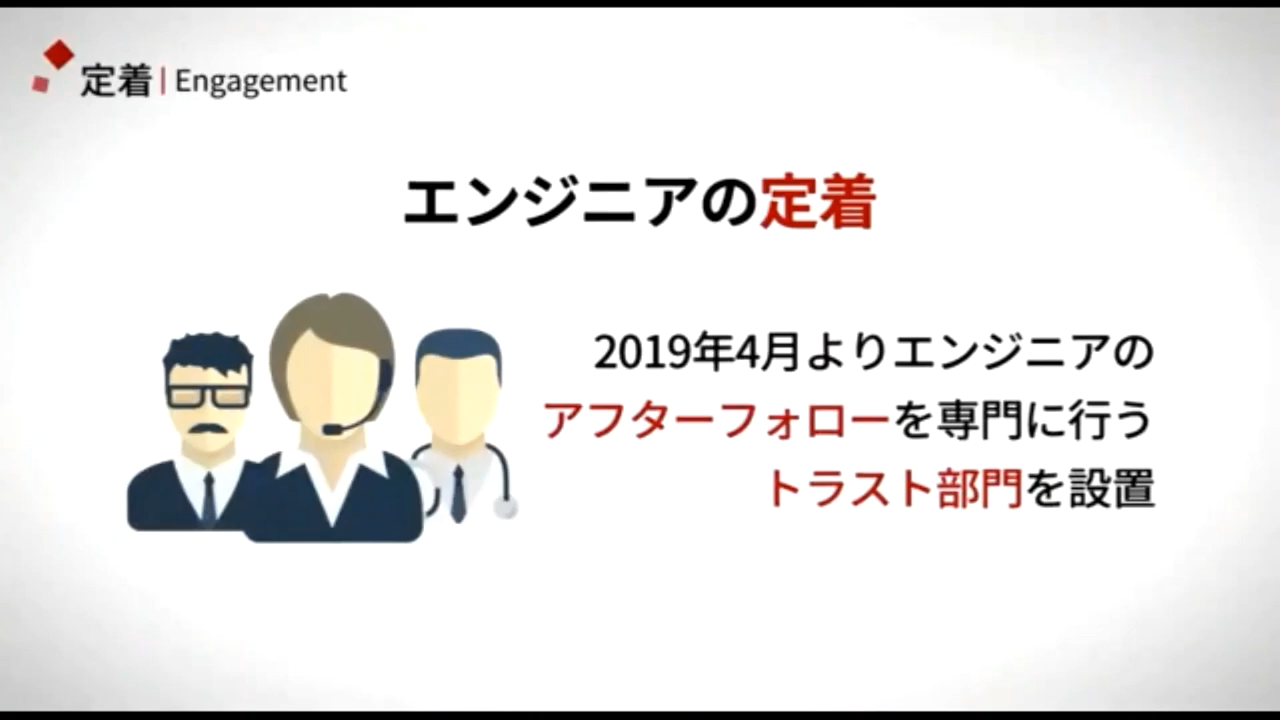 定着|Engagement
エンジニアの定着
2019年4月よりエンジニアの
アフターフォローを専門に行う
トラスト部門を設置